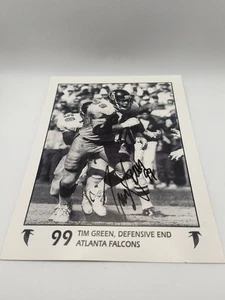 99 TIM GREEN, DEFENSIVE END
ATLANTA FALCONS